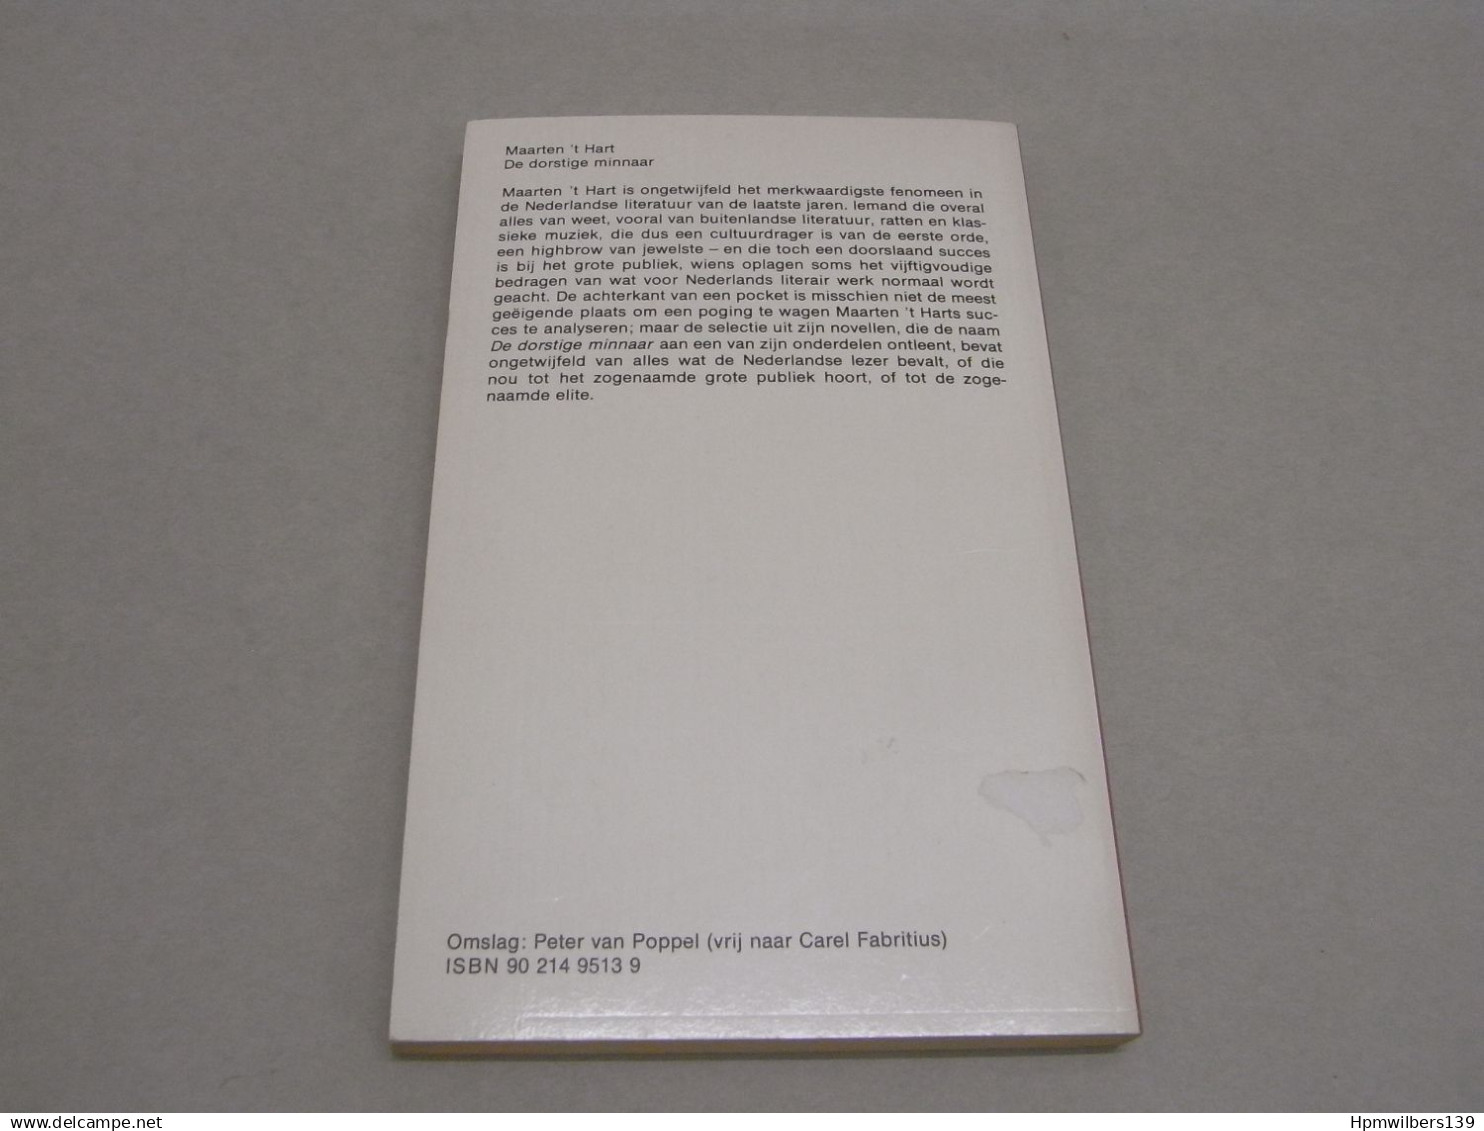 Maarten 't Hart
De dorstige minnaar
Maarten 't Hart is ongetwijfeld het merkwaardigste fenomeen in
de Nederlandse literatuur van de laatste jaren. Iemand die overal
alles van weet, vooral van buitenlandse literatuur, ratten en klas-
sieke muziek, die dus een cultuurdrager is van de eerste orde,
een highbrow van jewelste – en die toch een doorslaand succes
is bij het grote publiek, wiens oplagen soms het vijftigvoudige
bedragen van wat voor Nederlands literair werk normaal wordt
geacht. De achterkant van een pocket is misschien niet de meest
geëigende plaats om een poging te wagen Maarten 't Harts suc-
ces te analyseren; maar de selectie uit zijn novellen, die de naam
De dorstige minnaar aan een van zijn onderdelen ontleent, bevat
ongetwijfeld van alles wat de Nederlandse lezer bevalt, of die
nou tot het zogenaamde grote publiek hoort, of tot de zoge-
naamde elite.
Omslag: Peter van Poppel (vrij naar Carel Fabritius)
ISBN 90 214 9513 9
delcampe.net
Hpmwilbers139